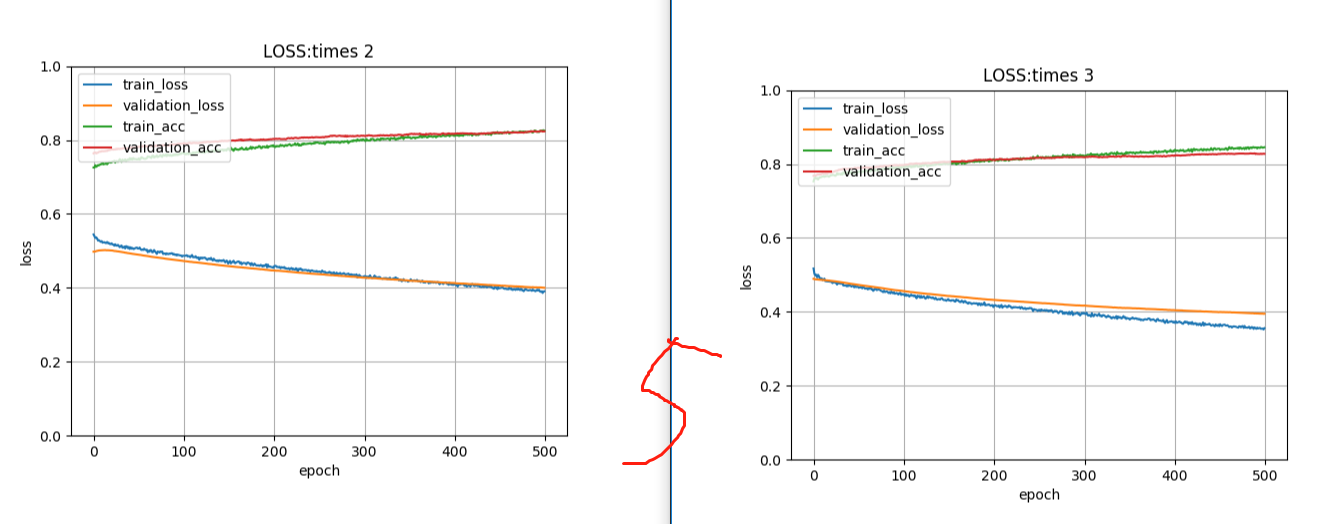 LOSS:times 2
1.0
0.8
0.6
0.4
0.2
0.0
loss
train_loss
validation_loss
train_acc
validation_acc
0 100 200 300 400 500
epoch
5
LOSS:times 3
1.0
0.8
0.6
0.4
0.2
0.0
loss
train_loss
validation_loss
train_acc
validation_acc
0 100 200 300 400 500
epoch